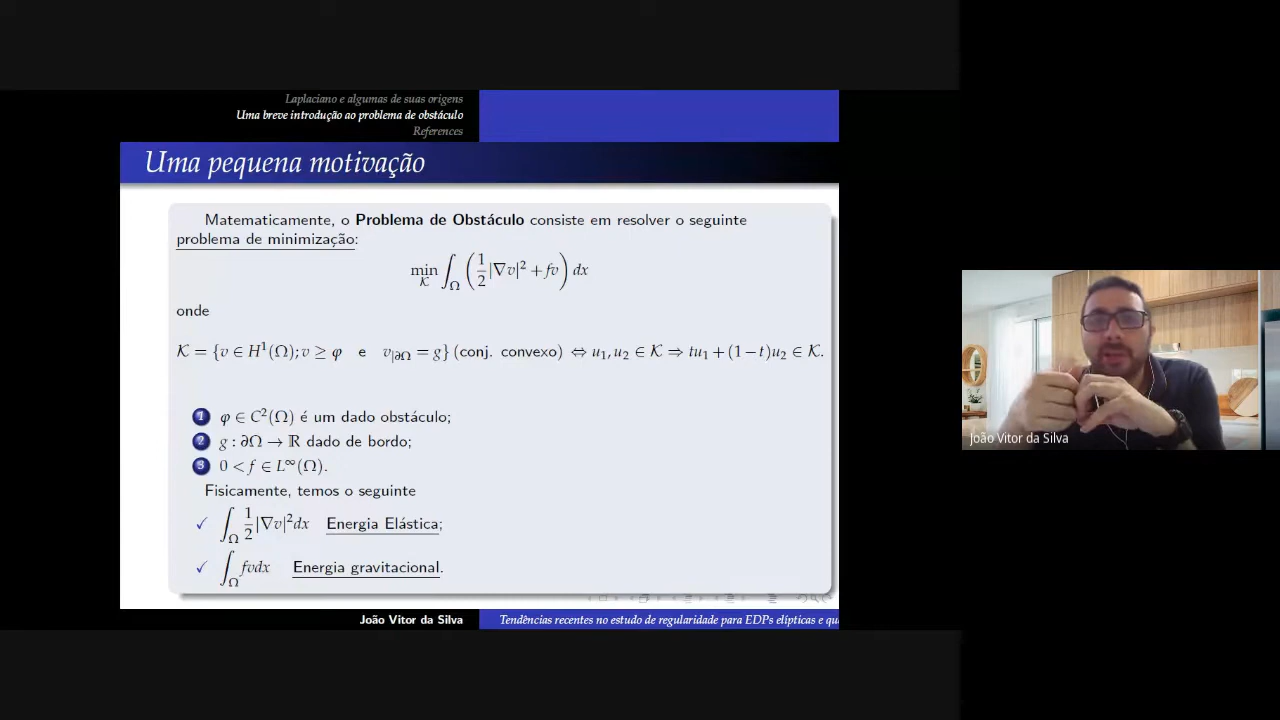 Laplaciano e algumas de suas origens
Uma breve introdução ao problema de obstáculo
References
Uma pequena motivação
Matematicamente, o Problema de Obstáculo consiste em resolver o seguinte
problema de minimização:
min_𝒦 ∫_Ω (1/2 |∇v|² + fv) dx
onde
𝒦 = {v ∈ H¹(Ω); v ≥ φ e v|∂Ω = g} (conj. convexo) ⇔ u₁, u₂ ∈ 𝒦 ⇒ tu₁ + (1−t)u₂ ∈ 𝒦.
1 φ ∈ C²(Ω) é um dado obstáculo;
2 g : ∂Ω → ℝ dado de bordo;
3 0 < f ∈ L^∞(Ω).
Fisicamente, temos o seguinte
✓ ∫_Ω 1/2 |∇v|² dx Energia Elástica;
✓ ∫_Ω fvdx Energia gravitacional.
João Vitor da Silva
Tendências recentes no estudo de regularidade para EDPs elípticas e qu
João Vitor da Silva